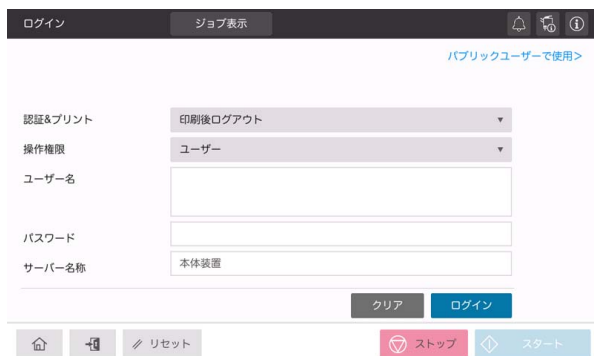 ログイン ジョブ表示
パブリックユーザーで使用＞
認証&プリント 印刷後ログアウト
操作権限 ユーザー
ユーザー名
パスワード
サーバー名称 本体装置
クリア ログイン
リセット ストップ スタート